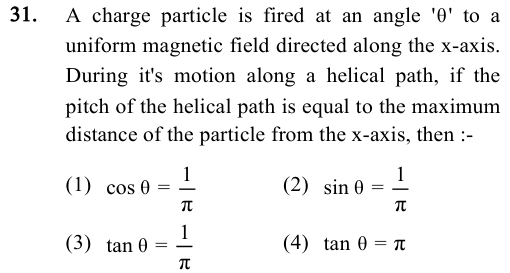 31. A charge particle is fired at an angle 'θ' to a
uniform magnetic field directed along the x-axis.
During it's motion along a helical path, if the
pitch of the helical path is equal to the maximum
distance of the particle from the x-axis, then :-
(1) cos θ = 1/π (2) sin θ = 1/π
(3) tan θ = 1/π (4) tan θ = π